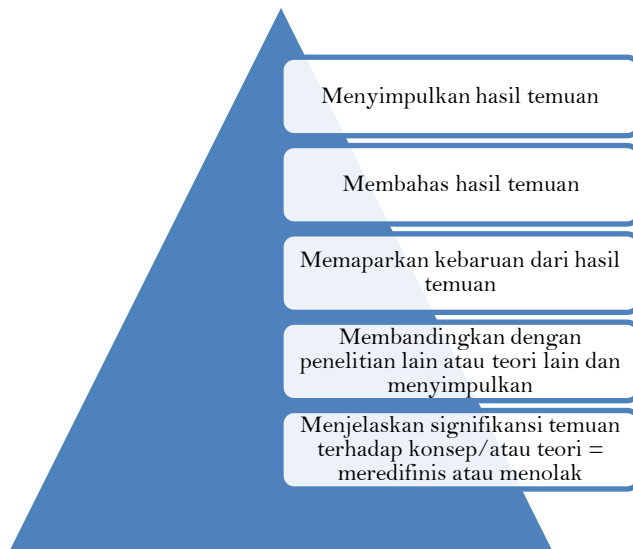 Menyimpulkan hasil temuan
Membahas hasil temuan
Memaparkan kebaruan dari hasil
temuan
Membandingkan dengan
penelitian lain atau teori lain dan
menyimpulkan
Menjelaskan signifikansi temuan
terhadap konsep/atau teori =
meredifinis atau menolak